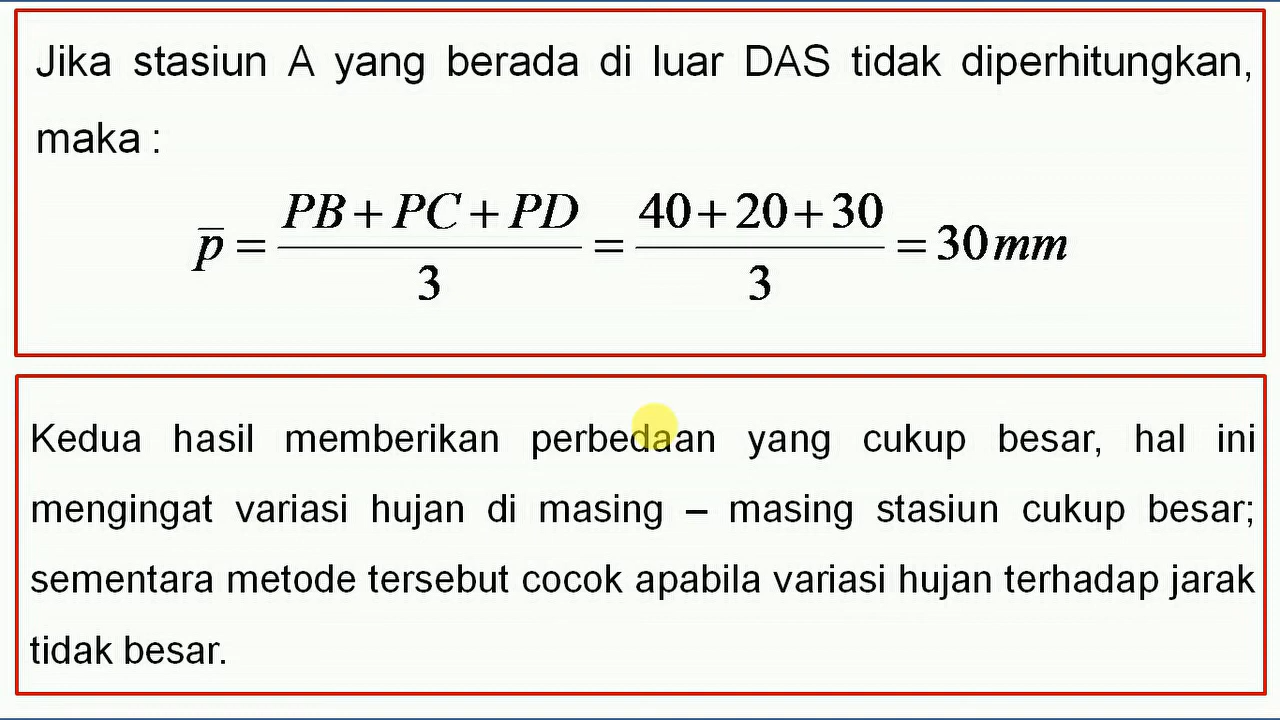 Jika stasiun A yang berada di luar DAS tidak diperhitungkan,
maka :
p̅ = (PB + PC + PD)/3 = (40 + 20 + 30)/3 = 30 mm
Kedua hasil memberikan perbedaan yang cukup besar, hal ini
mengingat variasi hujan di masing – masing stasiun cukup besar;
sementara metode tersebut cocok apabila variasi hujan terhadap jarak
tidak besar.